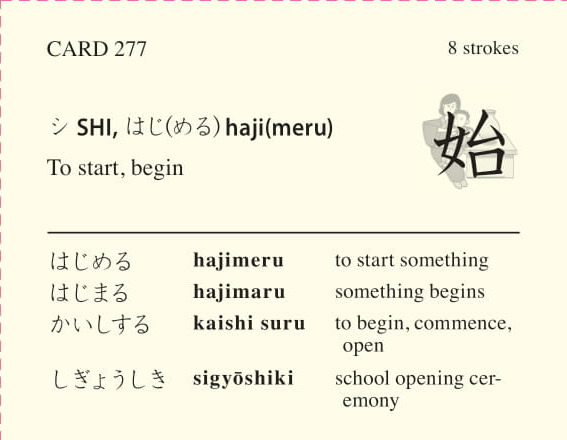 CARD 277 8 strokes
シ SHI, はじ(める) haji(meru)
To start, begin
始
はじめる hajimeru to start something
はじまる hajimaru something begins
かいしする kaishi suru to begin, commence,
open
しぎょうしき sigyōshiki school opening cer-
emony